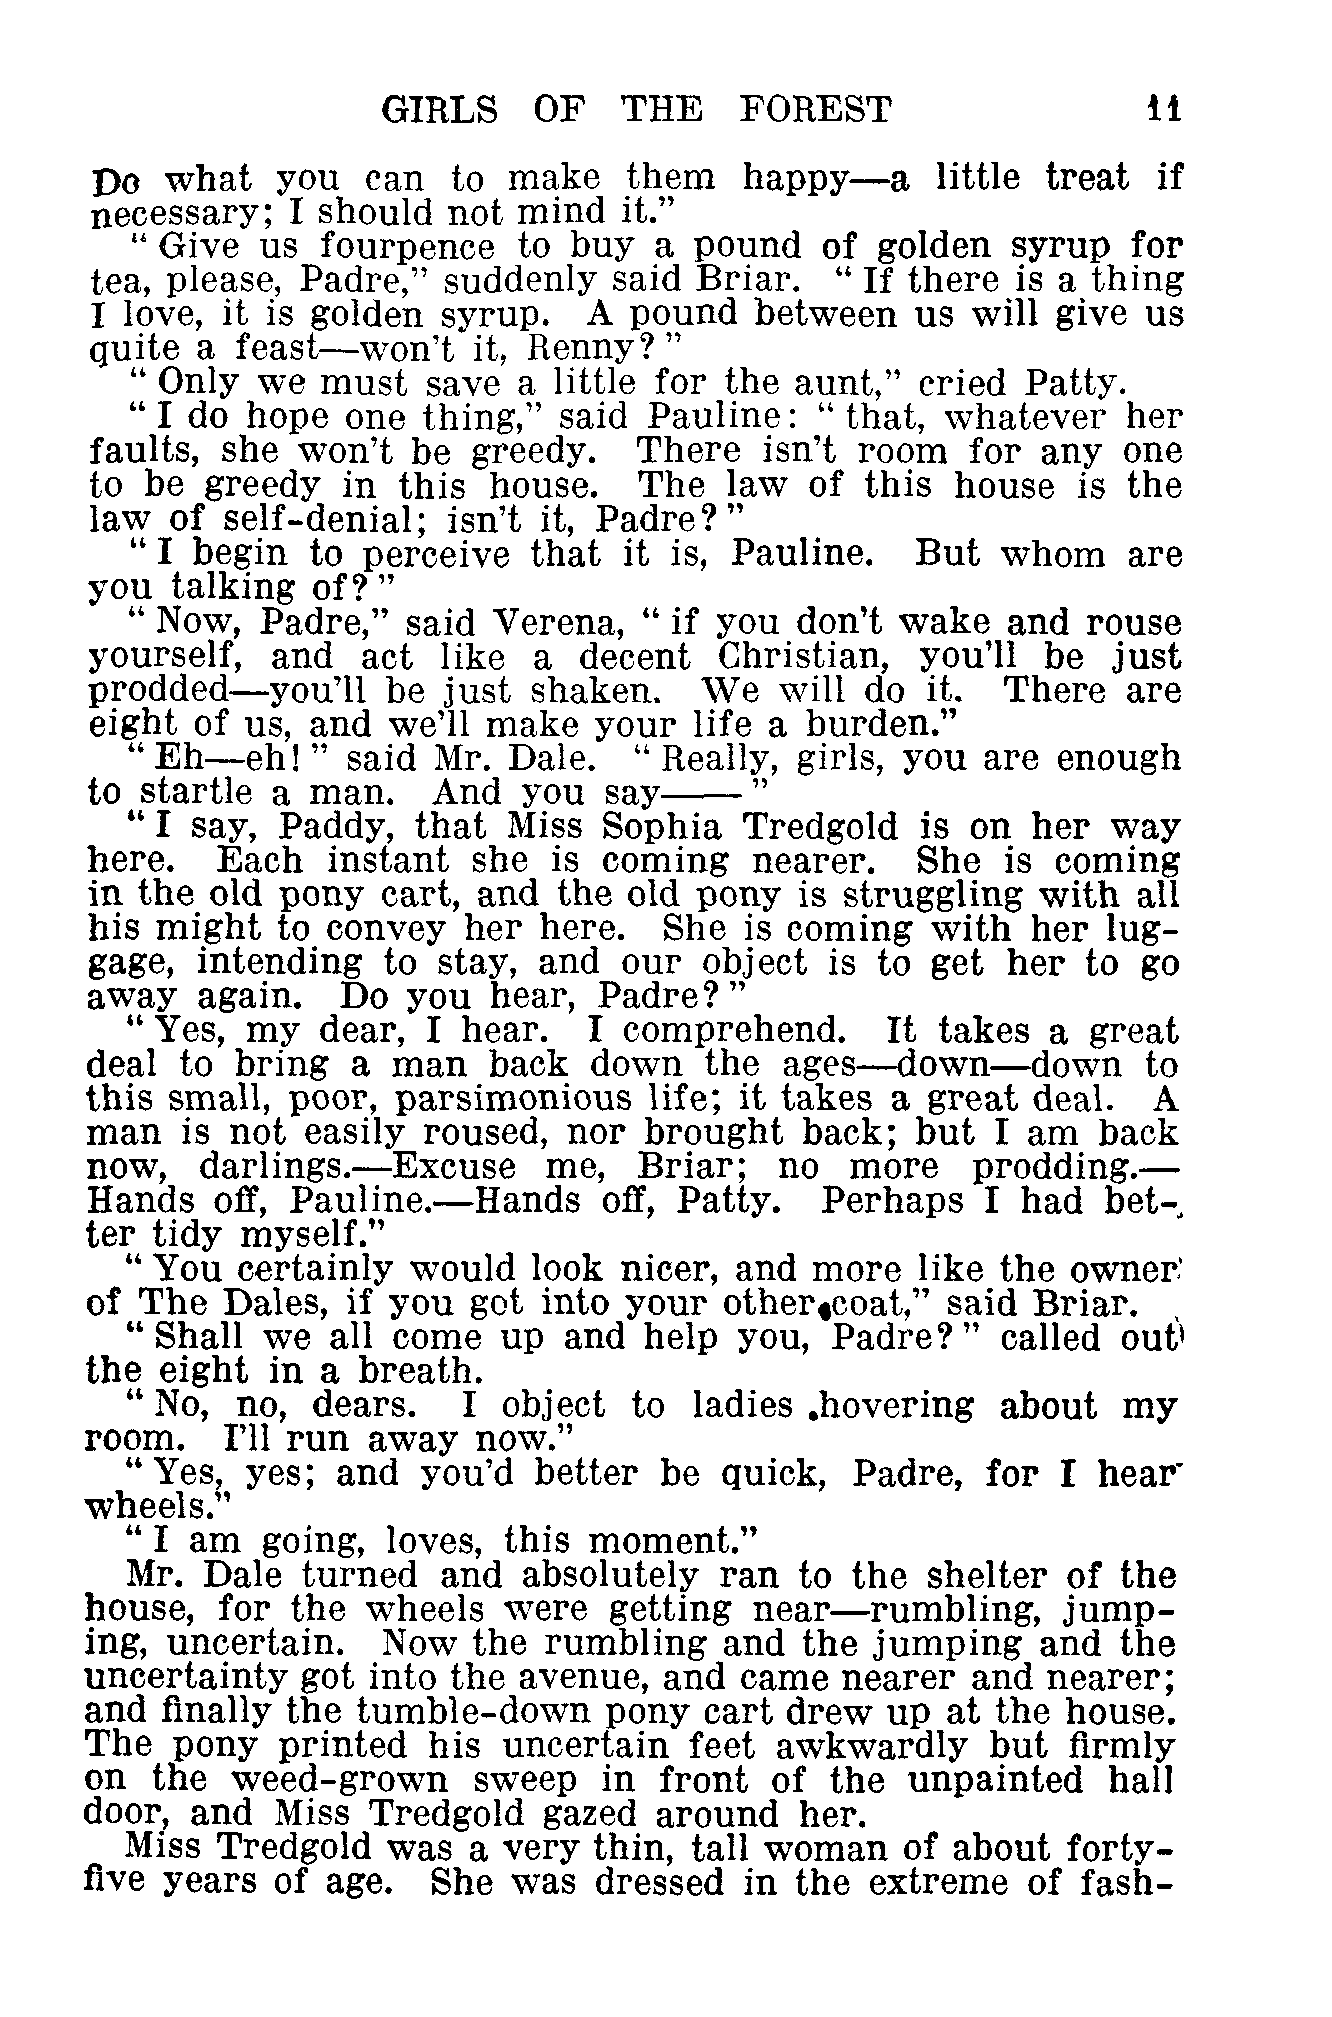 GIRLS OF THE FOREST 11
Do what you can to make them happy—a little treat if
necessary; I should not mind it.”
“ Give us fourpence to buy a pound of golden syrup for
tea, please, Padre,” suddenly said Briar. “ If there is a thing
I love, it is golden syrup. A pound between us will give us
quite a feast—won’t it, Renny? ”
“ Only we must save a little for the aunt,” cried Patty.
“ I do hope one thing,” said Pauline: “ that, whatever her
faults, she won’t be greedy. There isn’t room for any one
to be greedy in this house. The law of this house is the
law of self-denial; isn’t it, Padre? ”
“ I begin to perceive that it is, Pauline. But whom are
you talking of? ”
“ Now, Padre,” said Verena, “ if you don’t wake and rouse
yourself, and act like a decent Christian, you’ll be just
prodded—you’ll be just shaken. We will do it. There are
eight of us, and we’ll make your life a burden.”
“ Eh—eh! ” said Mr. Dale. “ Really, girls, you are enough
to startle a man. And you say—— ”
“ I say, Paddy, that Miss Sophia Tredgold is on her way
here. Each instant she is coming nearer. She is coming
in the old pony cart, and the old pony is struggling with all
his might to convey her here. She is coming with her lug-
gage, intending to stay, and our object is to get her to go
away again. Do you hear, Padre? ”
“ Yes, my dear, I hear. I comprehend. It takes a great
deal to bring a man back down the ages—down—down to
this small, poor, parsimonious life; it takes a great deal. A
man is not easily roused, nor brought back; but I am back
now, darlings.—Excuse me, Briar; no more prodding.—
Hands off, Pauline.—Hands off, Patty. Perhaps I had bet-
ter tidy myself.”
“ You certainly would look nicer, and more like the owner
of The Dales, if you got into your other coat,” said Briar.
“ Shall we all come up and help you, Padre? ” called out
the eight in a breath.
“ No, no, dears. I object to ladies hovering about my
room. I’ll run away now.”
“ Yes, yes; and you’d better be quick, Padre, for I hear
wheels.”
“ I am going, loves, this moment.”
Mr. Dale turned and absolutely ran to the shelter of the
house, for the wheels were getting near—rumbling, jump-
ing, uncertain. Now the rumbling and the jumping and the
uncertainty got into the avenue, and came nearer and nearer;
and finally the tumble-down pony cart drew up at the house.
The pony printed his uncertain feet awkwardly but firmly
on the weed-grown sweep in front of the unpainted hall
door, and Miss Tredgold gazed around her.
Miss Tredgold was a very thin, tall woman of about forty-
five years of age. She was dressed in the extreme of fash-